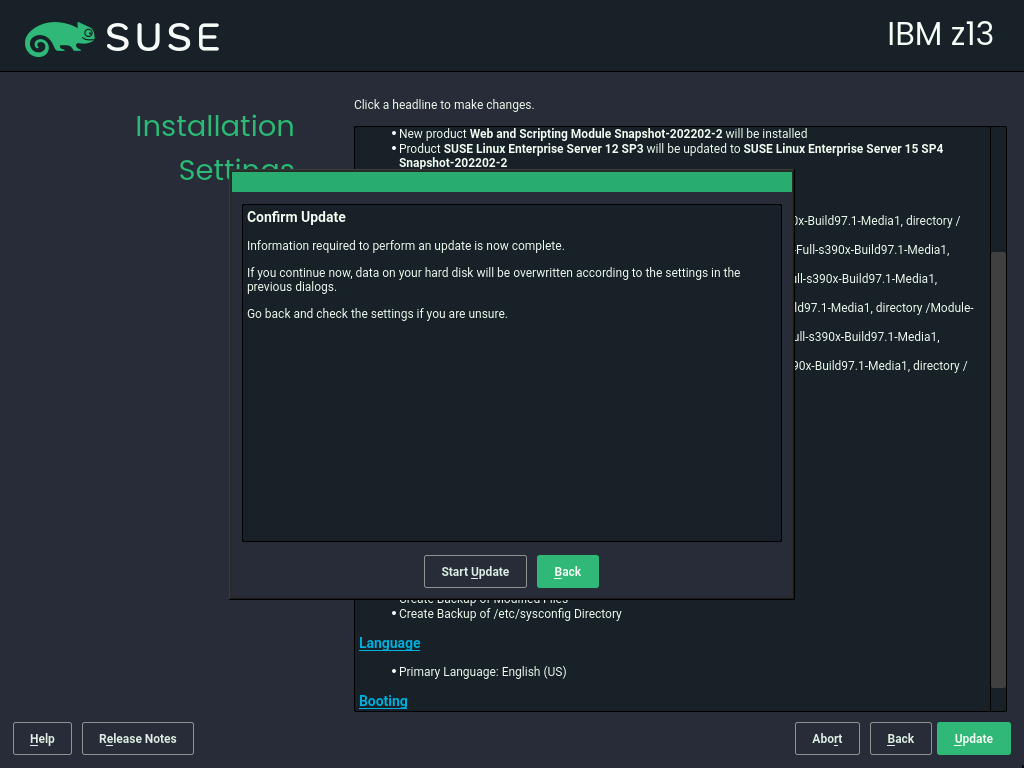 SUSE
IBM z13
Installation
Settings
Click a headline to make changes.
• New product Web and Scripting Module Snapshot-202202-2 will be installed
• Product SUSE Linux Enterprise Server 12 SP3 will be updated to SUSE Linux Enterprise Server 15 SP4
Snapshot-202202-2
0x-Build97.1-Media1, directory /
-Full-s390x-Build97.1-Media1,
ull-s390x-Build97.1-Media1,
ld97.1-Media1, directory /Module-
ull-s390x-Build97.1-Media1,
90x-Build97.1-Media1, directory /
Confirm Update
Information required to perform an update is now complete.
If you continue now, data on your hard disk will be overwritten according to the settings in the
previous dialogs.
Go back and check the settings if you are unsure.
Start Update
Back
Create Backup of Modified Files
• Create Backup of /etc/sysconfig Directory
Language
• Primary Language: English (US)
Booting
Help
Release Notes
Abort
Back
Update